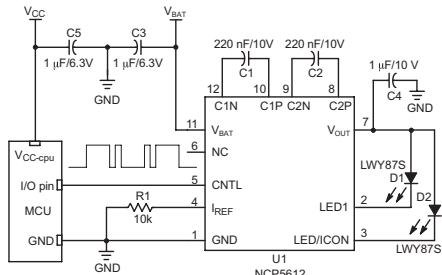 VCC
VBAT
C5
C3
1 μF/6.3V
1 μF/6.3V
GND
220 nF/10V
220 nF/10V
C1
C2
12
10
9
8
C1N
C1P
C2N
C2P
1 μF/10 V
C4
GND
11
VBAT
VOUT
7
6
NC
VCC-cpu
I/O pin
MCU
GND
5
CNTL
R1
10k
4
IREF
1
GND
GND
LWY87S
D1
D2
2
LED1
3
LED/ICON
LWY87S
U1
NCP5612